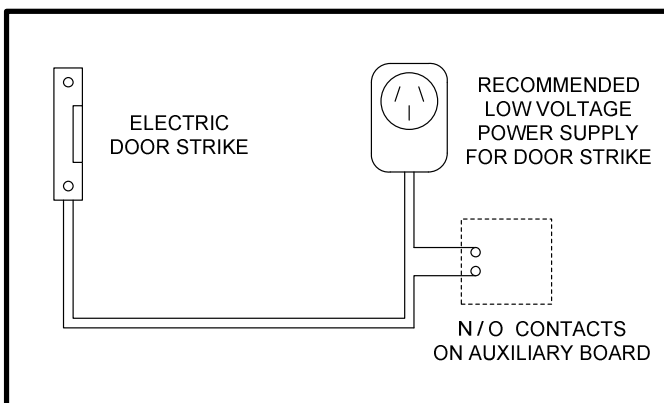 ELECTRIC
DOOR STRIKE
RECOMMENDED
LOW VOLTAGE
POWER SUPPLY
FOR DOOR STRIKE
N / O CONTACTS
ON AUXILIARY BOARD